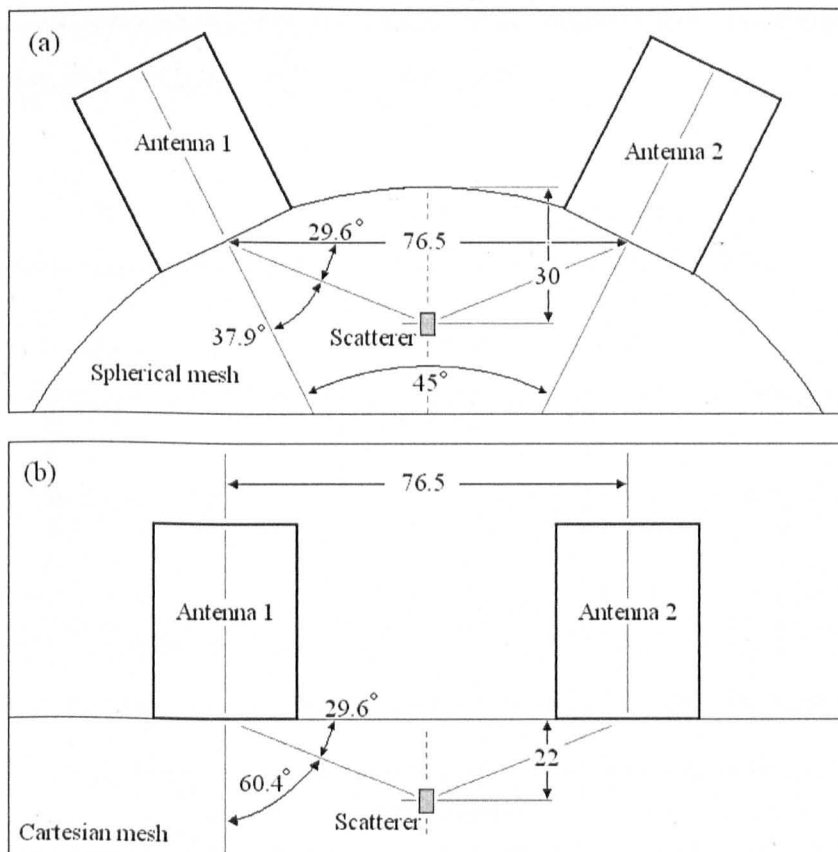 (a)
Antenna 1
Antenna 2
29.6°
76.5
30
37.9°
Scatterer
Spherical mesh
45°
(b)
76.5
Antenna 1
Antenna 2
29.6°
22
60.4°
Scatterer
Cartesian mesh